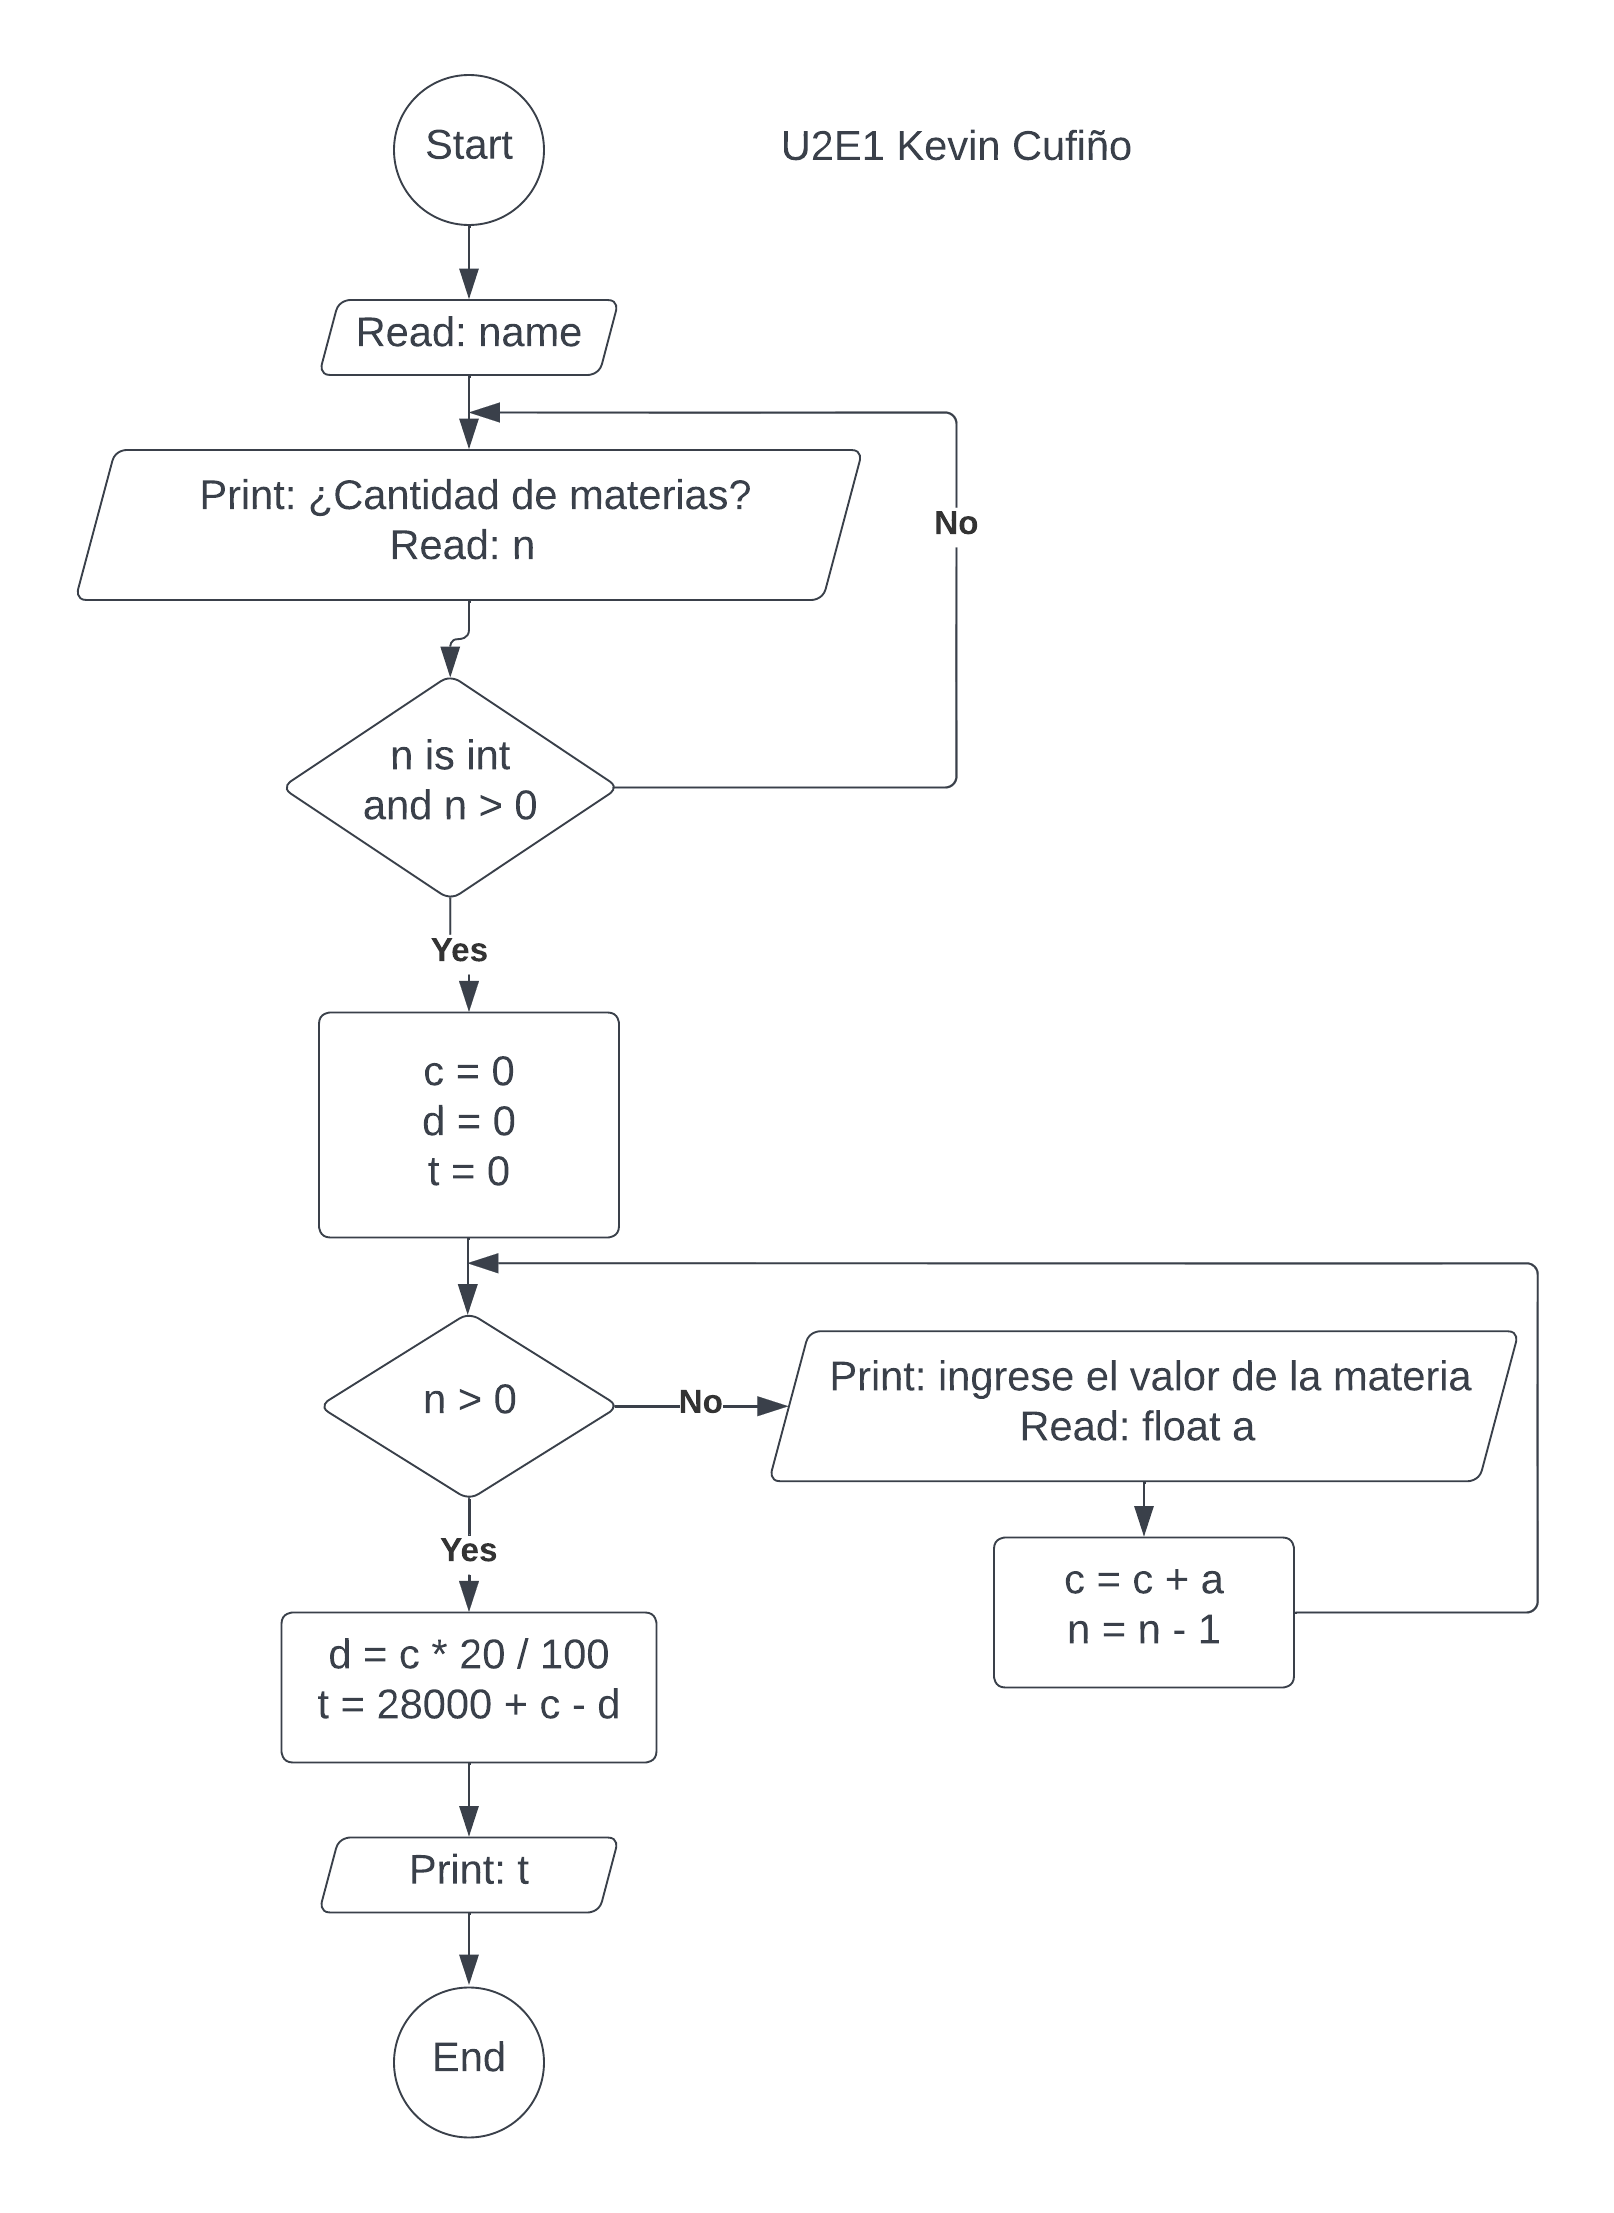 Start
U2E1 Kevin Cufiño
Read: name
Print: ¿Cantidad de materias?
Read: n
No
n is int
and n > 0
Yes
c = 0
d = 0
t = 0
n > 0
No
Print: ingrese el valor de la materia
Read: float a
Yes
c = c + a
n = n - 1
d = c * 20 / 100
t = 28000 + c - d
Print: t
End